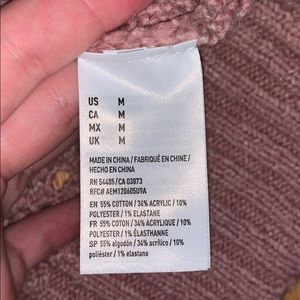 US M
CA M
MX M
UK M
MADE IN CHINA / FABRIQUÉ EN CHINE /
HECHO EN CHINA
RN 54485/CA 03873
RFC# AEM120605U9A
EN 55% COTTON / 34% ACRYLIC / 10%
POLYESTER / 1% ELASTANE
FR 55% COTON / 34% ACRYLIQUE / 10%
POLYESTER / 1% ÉLASTHANNE
SP 55% algodón / 34% acrílico / 10%
poliéster / 1% elastano